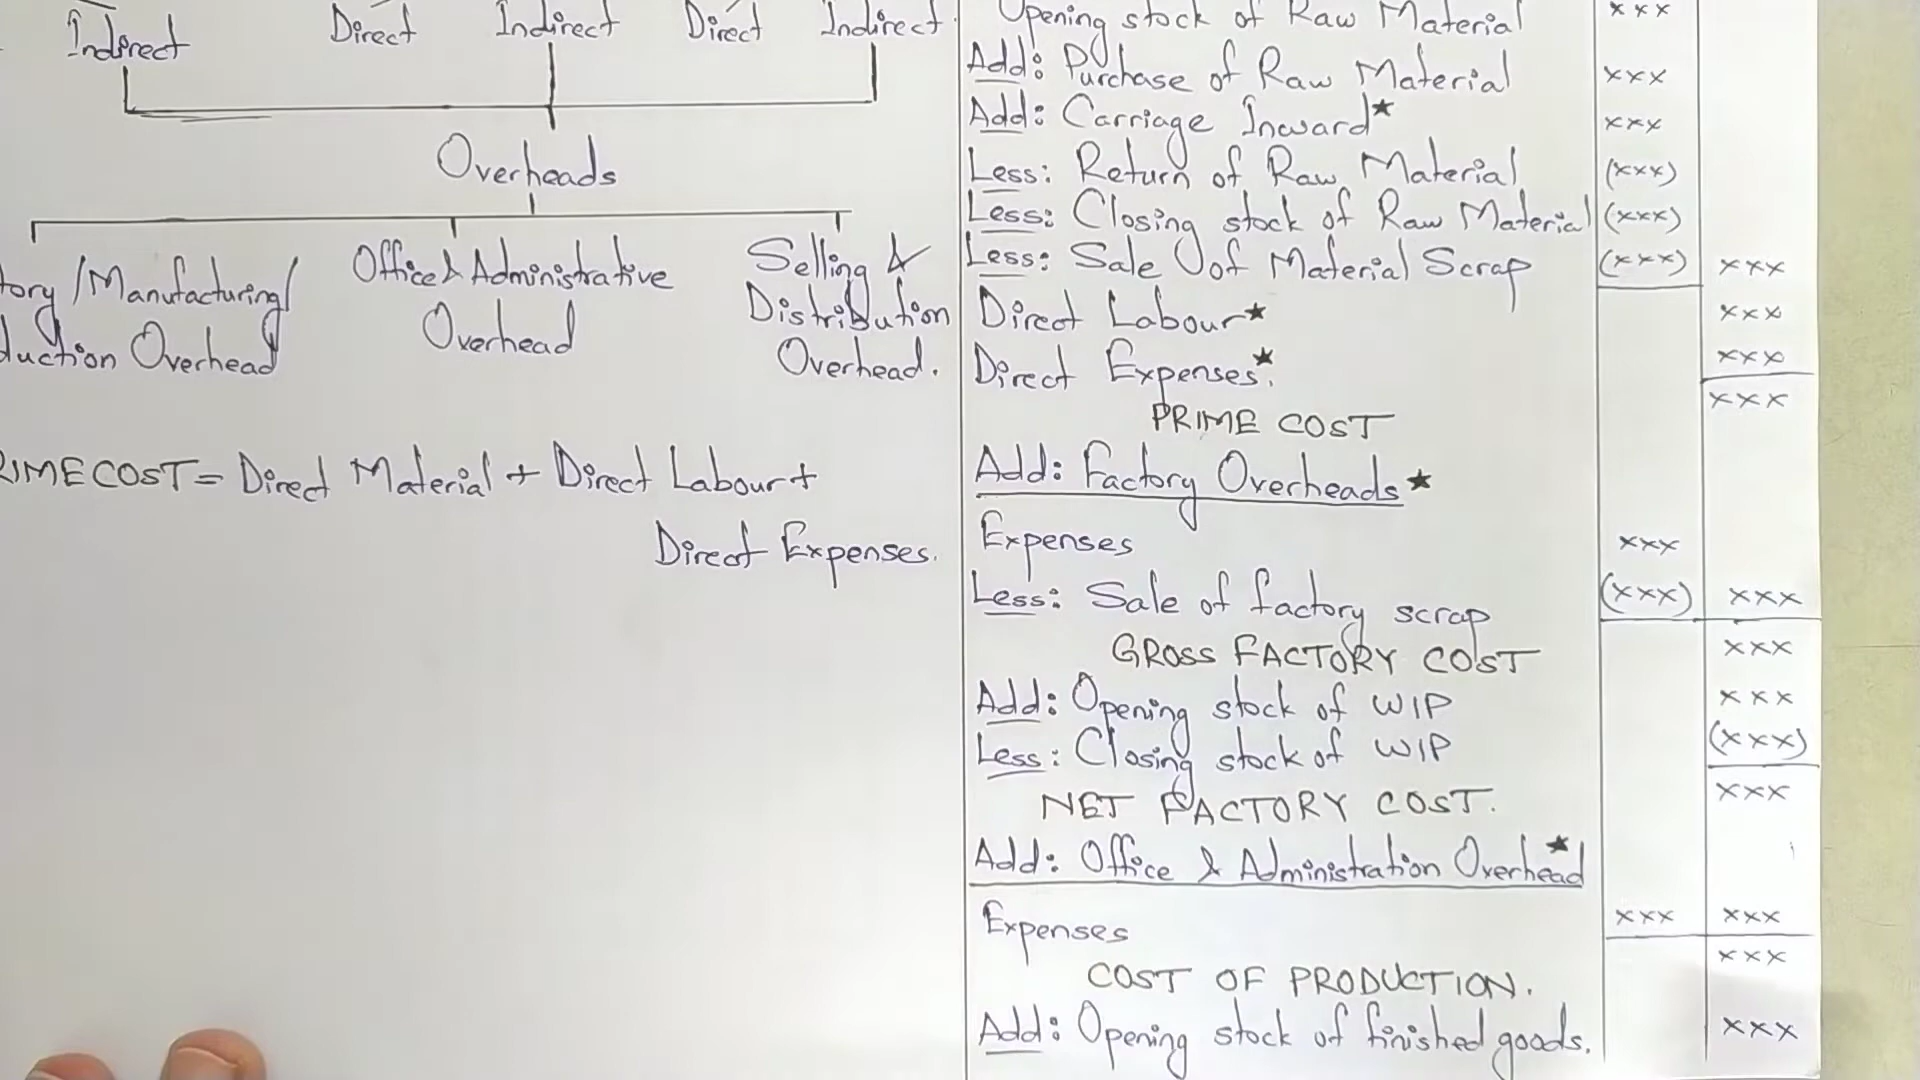 Indirect Direct Indirect Direct Indirect
Overheads
tory/Manufacturing/
duction Overhead
Office & Administrative
Overhead
Selling &
Distribution
Overhead.
RIME COST = Direct Material + Direct Labour +
Direct Expenses.
Opening stock of Raw Material xxx
Add: Purchase of Raw Material xxx
Add: Carriage Inward* xxx
Less: Return of Raw Material (xxx)
Less: Closing stock of Raw Material (xxx)
Less: Sale of Material Scrap (xxx) xxx
Direct Labour* xxx
Direct Expenses*. xxx
PRIME COST xxx
Add: Factory Overheads*
Expenses xxx
Less: Sale of factory scrap (xxx) xxx
GROSS FACTORY COST xxx
Add: Opening stock of WIP xxx
Less: Closing stock of WIP (xxx)
NET FACTORY COST. xxx
Add: Office & Administration Overhead*
Expenses xxx xxx
COST OF PRODUCTION. xxx
Add: Opening stock of finished goods. xxx